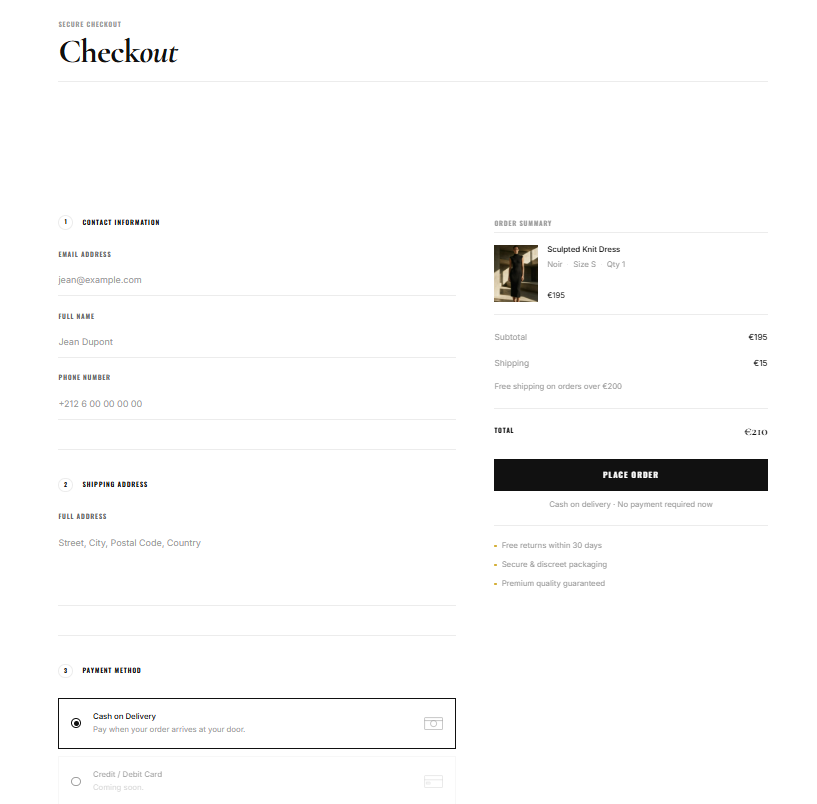 SECURE CHECKOUT
Checkout
1 CONTACT INFORMATION
EMAIL ADDRESS
jean@example.com
FULL NAME
Jean Dupont
PHONE NUMBER
+212 6 00 00 00 00
2 SHIPPING ADDRESS
FULL ADDRESS
Street, City, Postal Code, Country
3 PAYMENT METHOD
Cash on Delivery
Pay when your order arrives at your door.
Credit / Debit Card
Coming soon.
ORDER SUMMARY
Sculpted Knit Dress
Noir Size S Qty 1
€195
Subtotal €195
Shipping €15
Free shipping on orders over €200
TOTAL €210
PLACE ORDER
Cash on delivery · No payment required now
Free returns within 30 days
Secure & discreet packaging
Premium quality guaranteed